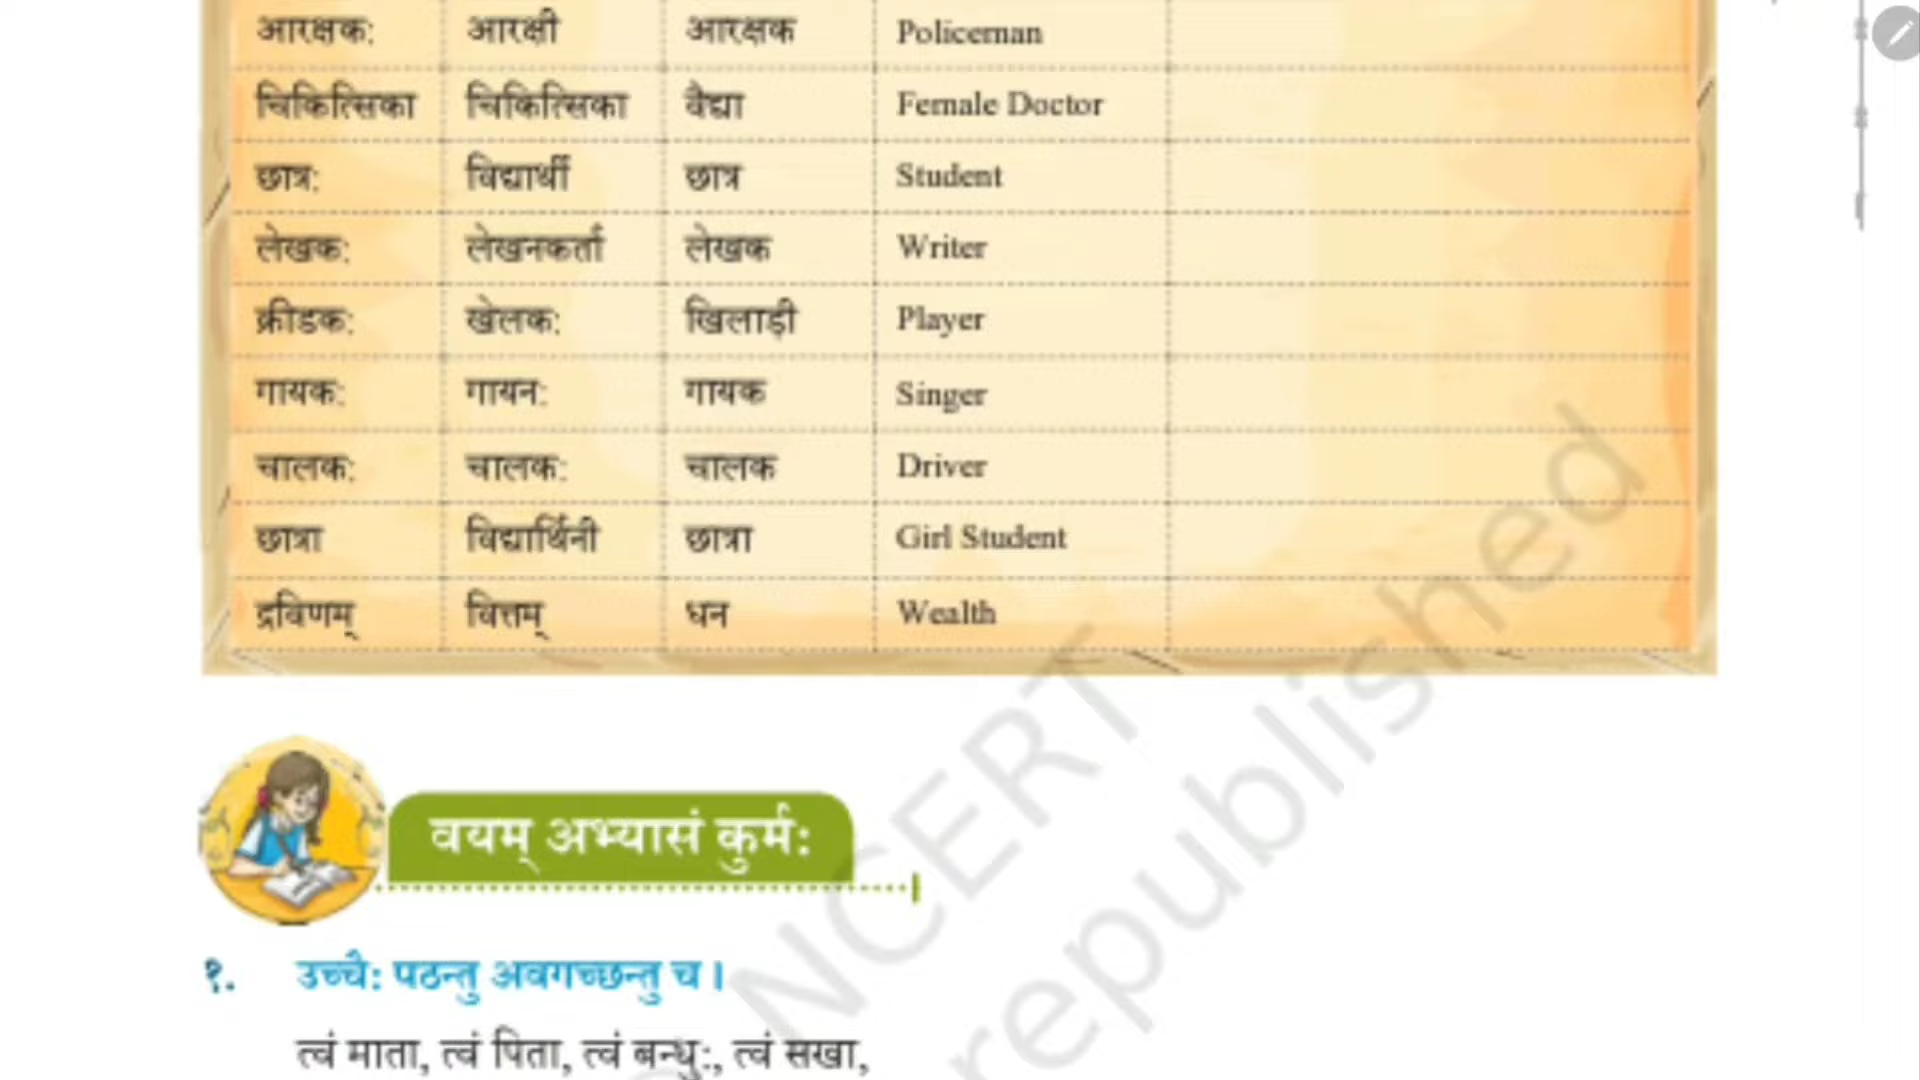 आरक्षक: आरक्षी आरक्षक Policeman
चिकित्सिका चिकित्सिका वैद्या Female Doctor
छात्र: विद्यार्थी छात्र Student
लेखक: लेखनकर्ता लेखक Writer
क्रीडक: खेलक: खिलाड़ी Player
गायक: गायन: गायक Singer
चालक: चालक: चालक Driver
छात्रा विद्यार्थिनी छात्रा Girl Student
द्रविणम् वित्तम् धन Wealth
वयम् अभ्यासं कुर्म:
१. उच्चै: पठन्तु अवगच्छन्तु च।
त्वं माता, त्वं पिता, त्वं बन्धु:, त्वं सखा,
NCERT
republished